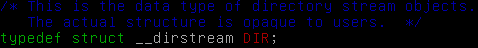 /* This is the data type of directory stream objects.
   The actual structure is opaque to users.  */
typedef struct __dirstream DIR;